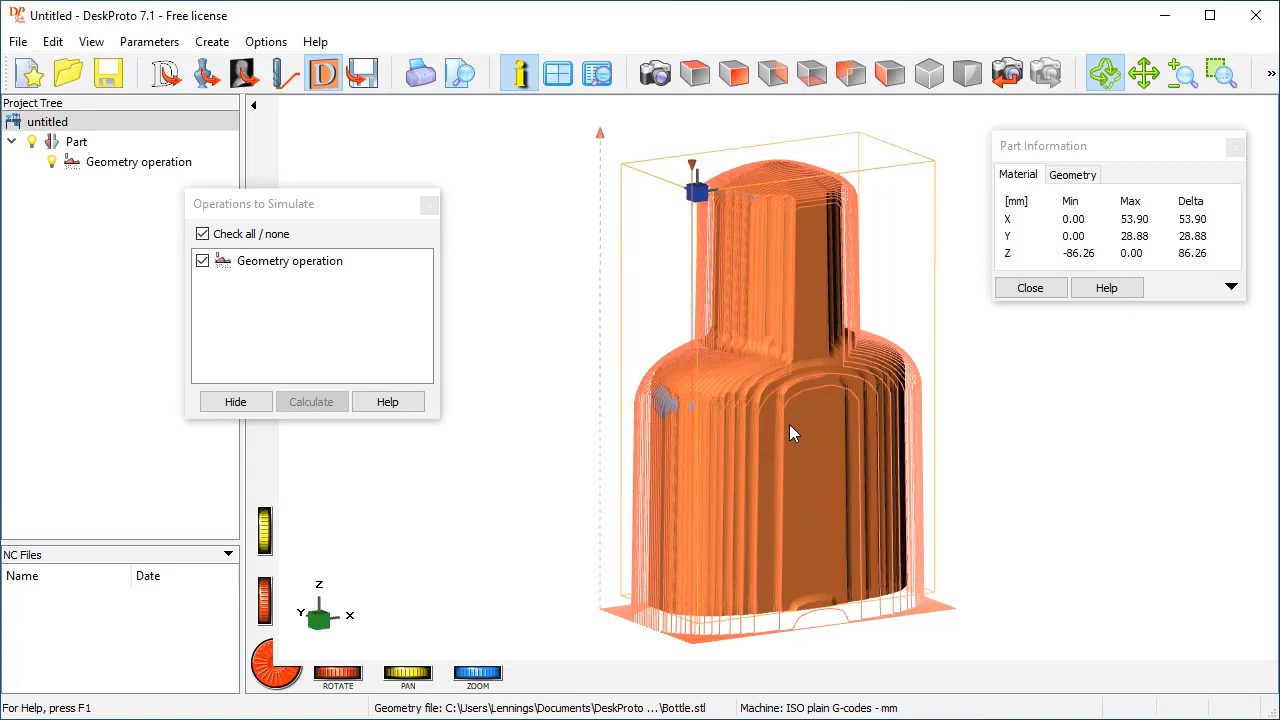 Untitled - DeskProto 7.1 - Free license
File Edit View Parameters Create Options Help
Project Tree
untitled
Part
Geometry operation
Operations to Simulate
Check all / none
Geometry operation
Hide Calculate Help
Part Information
Material Geometry
[mm] Min Max Delta
X 0.00 53.90 53.90
Y 0.00 28.88 28.88
Z -86.26 0.00 86.26
Close Help
NC Files
Name Date
Z
Y X
ROTATE PAN ZOOM
For Help, press F1 Geometry file: C:\Users\Lennings\Documents\DeskProto ...\Bottle.stl Machine: ISO plain G-codes - mm